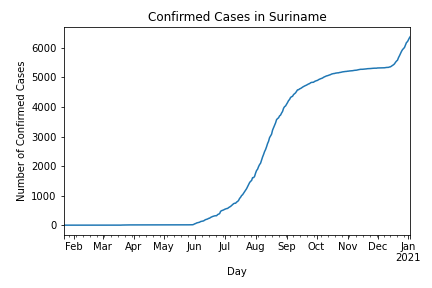 Confirmed Cases in Suriname
Number of Confirmed Cases
6000
5000
4000
3000
2000
1000
0
Feb Mar Apr May Jun Jul Aug Sep Oct Nov Dec Jan
2021
Day